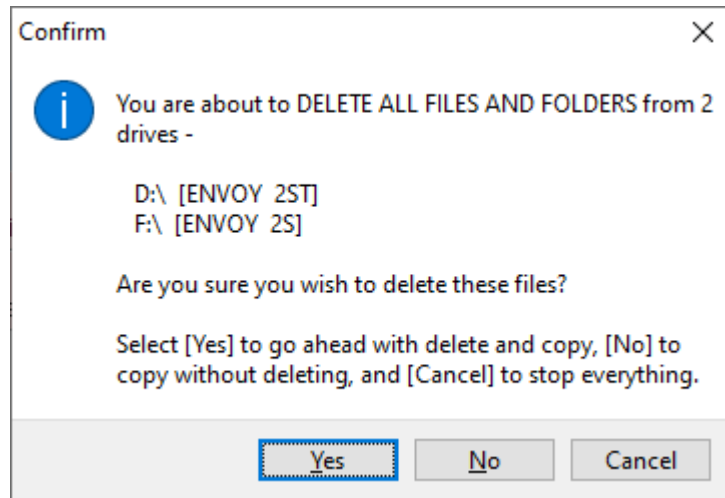 Confirm
You are about to DELETE ALL FILES AND FOLDERS from 2
drives -
D:\ [ENVOY 2ST]
F:\ [ENVOY 2S]
Are you sure you wish to delete these files?
Select [Yes] to go ahead with delete and copy, [No] to
copy without deleting, and [Cancel] to stop everything.
Yes No Cancel